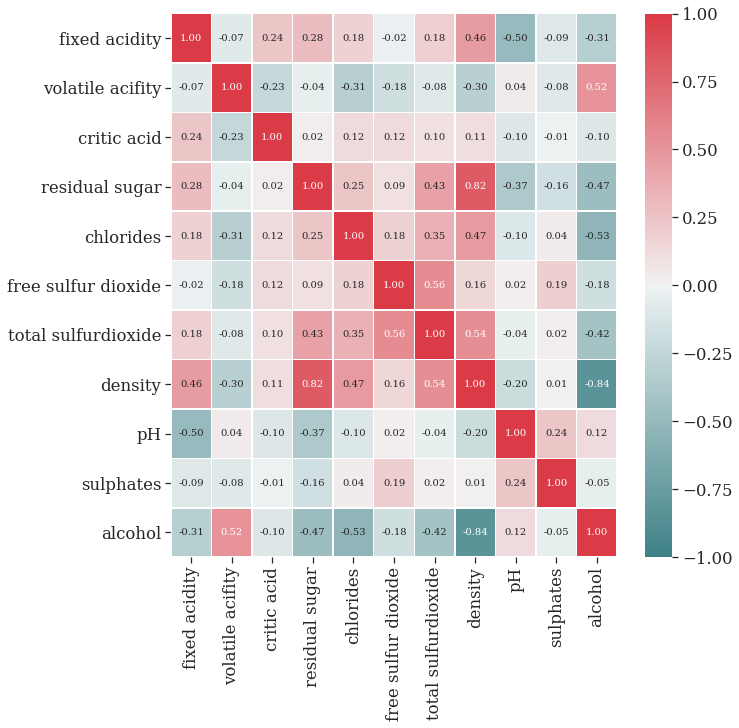 fixed acidity 1.00 -0.07 0.24 0.28 0.18 -0.02 0.18 0.46 -0.50 -0.09 -0.31
volatile acifity -0.07 1.00 -0.23 -0.04 -0.31 -0.18 -0.08 -0.30 0.04 -0.08 0.52
critic acid 0.24 -0.23 1.00 0.02 0.12 0.12 0.10 0.11 -0.10 -0.01 -0.10
residual sugar 0.28 -0.04 0.02 1.00 0.25 0.09 0.43 0.82 -0.37 -0.16 -0.47
chlorides 0.18 -0.31 0.12 0.25 1.00 0.18 0.35 0.47 -0.10 0.04 -0.53
free sulfur dioxide -0.02 -0.18 0.12 0.09 0.18 1.00 0.56 0.16 0.02 0.19 -0.18
total sulfurdioxide 0.18 -0.08 0.10 0.43 0.35 0.56 1.00 0.54 -0.04 0.02 -0.42
density 0.46 -0.30 0.11 0.82 0.47 0.16 0.54 1.00 -0.20 0.01 -0.84
pH -0.50 0.04 -0.10 -0.37 -0.10 0.02 -0.04 -0.20 1.00 0.24 0.12
sulphates -0.09 -0.08 -0.01 -0.16 0.04 0.19 0.02 0.01 0.24 1.00 -0.05
alcohol -0.31 0.52 -0.10 -0.47 -0.53 -0.18 -0.42 -0.84 0.12 -0.05 1.00
fixed acidity
volatile acifity
critic acid
residual sugar
chlorides
free sulfur dioxide
total sulfurdioxide
density
pH
sulphates
alcohol
1.00
0.75
0.50
0.25
0.00
−0.25
−0.50
−0.75
−1.00